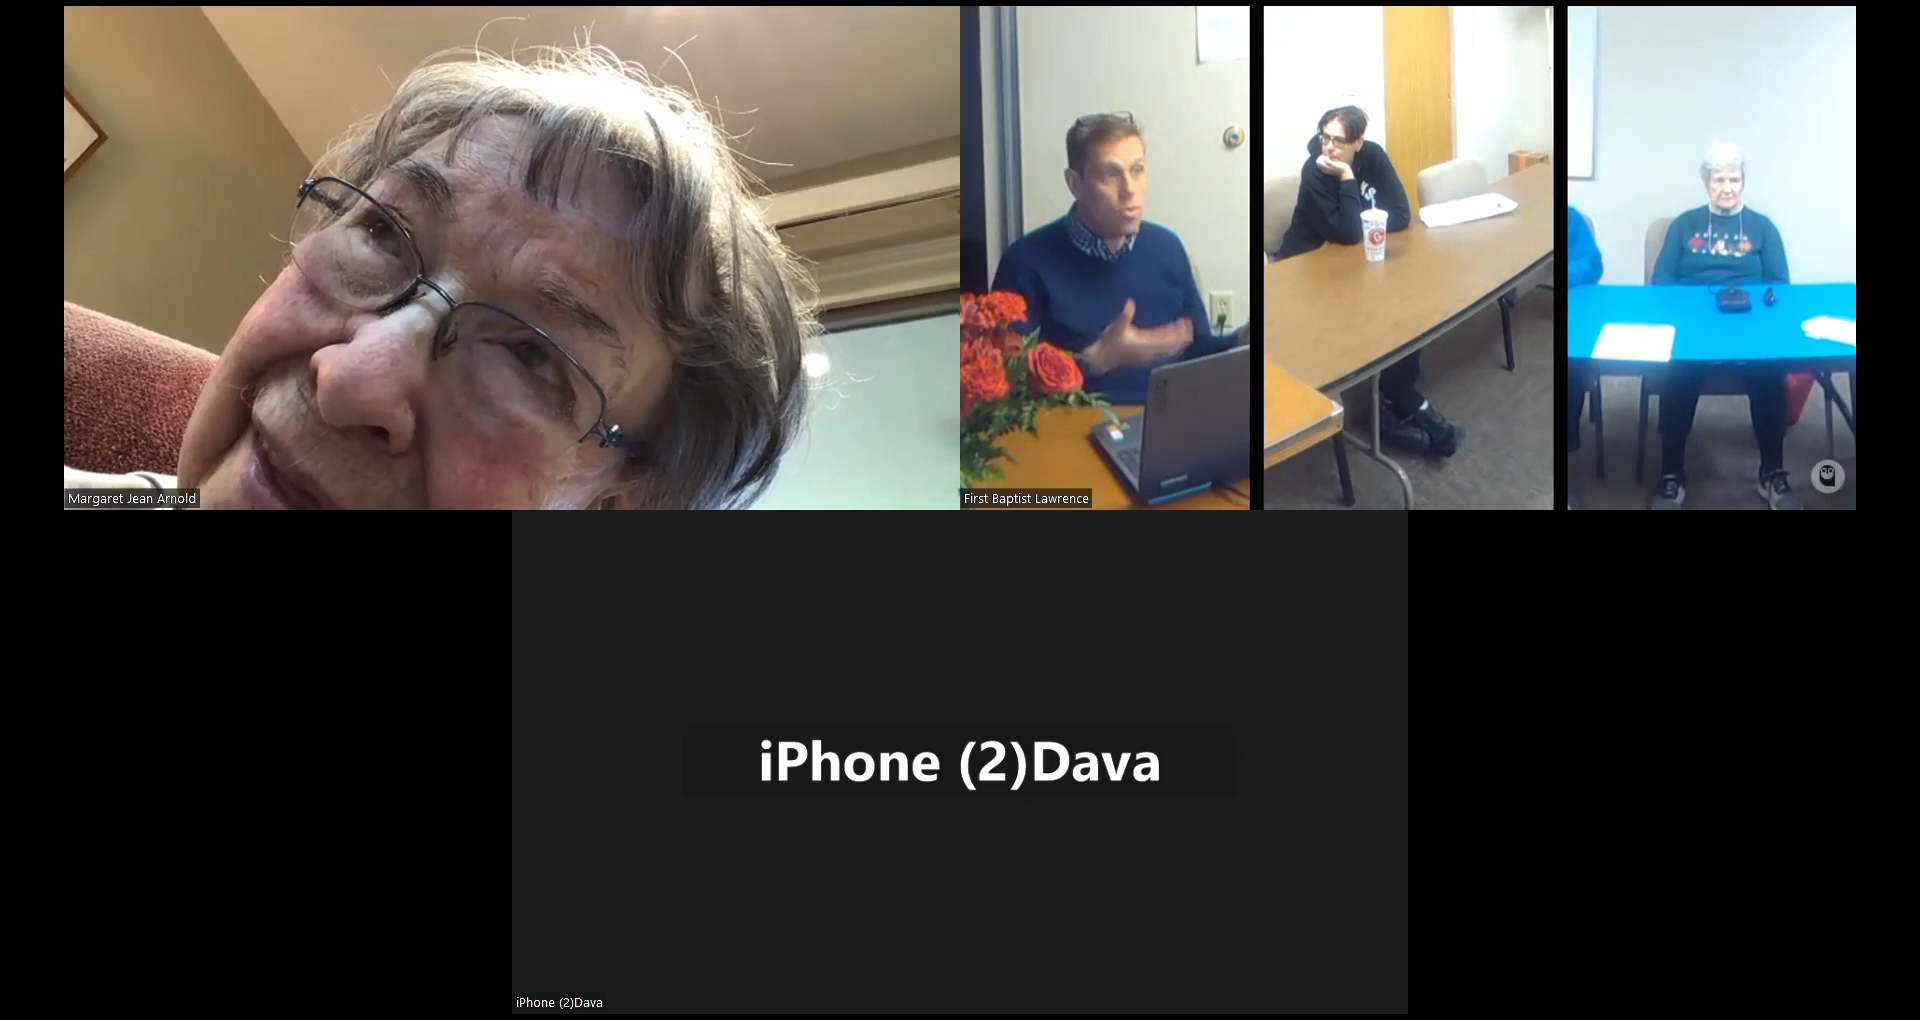 Margaret Jean Arnold
First Baptist Lawrence
iPhone (2)Dava
iPhone (2)Dava